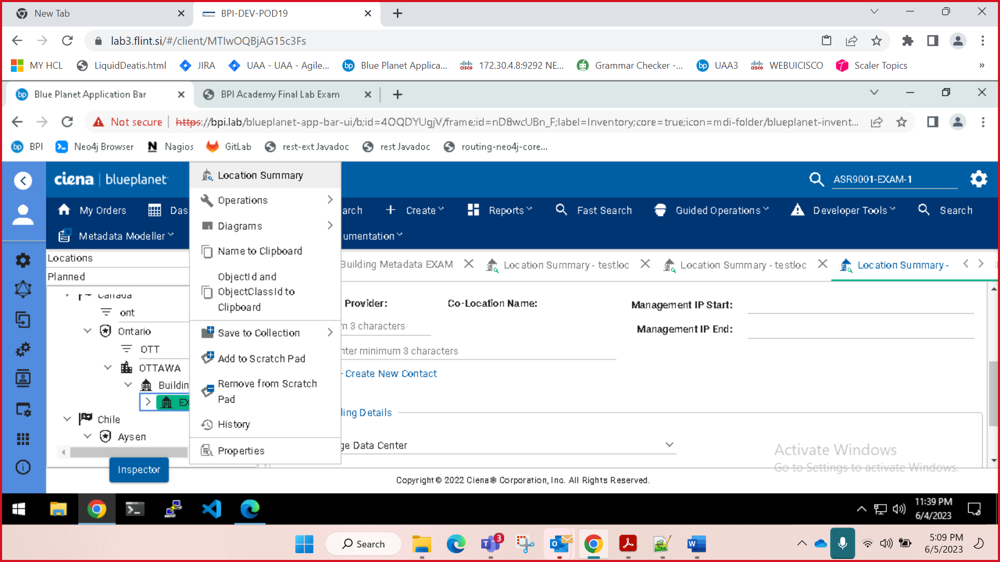 New Tab
BPI-DEV-POD19
lab3.flint.si/#/client/MTIwOQBjAG15c3Fs
MY HCL
LiquidDeatis.html
JIRA
UAA - UAA - Agile...
Blue Planet Applica...
172.30.4.8:9292 NE...
Grammar Checker -...
UAA3
WEBUICISCO
Scaler Topics
»
Blue Planet Application Bar
BPI Academy Final Lab Exam
Not secure
https://bpi.lab/blueplanet-app-bar-ui/b;id=4OQDYUgjV/frame;id=nD8wcUBn_F;label=Inventory;core=true;icon=mdi-folder/blueplanet-invent...
BPI
Neo4j Browser
Nagios
GitLab
rest-ext Javadoc
rest Javadoc
routing-neo4j-core...
ciena | blueplanet
ASR9001-EXAM-1
My Orders
Das
arch
Create
Reports
Fast Search
Guided Operations
Developer Tools
Search
Metadata Modeller
umentation
Location Summary
Operations
Diagrams
Name to Clipboard
ObjectId and
ObjectClassId to
Clipboard
Save to Collection
Add to Scratch Pad
Remove from Scratch
Pad
History
Properties
Locations
Planned
Canada
ont
Ontario
OTT
OTTAWA
Buildin
EX
Chile
Aysen
Inspector
Building Metadata EXAM
Location Summary - testloc
Location Summary - testloc
Location Summary -
Provider:
Co-Location Name:
Management IP Start:
m 3 characters
Management IP End:
nter minimum 3 characters
Create New Contact
ling Details
ge Data Center
Activate Windows
Go to Settings to activate Windows.
Copyright © 2022 Ciena® Corporation, Inc. All Rights Reserved.
11:39 PM
6/4/2023
Search
3
5:09 PM
6/5/2023